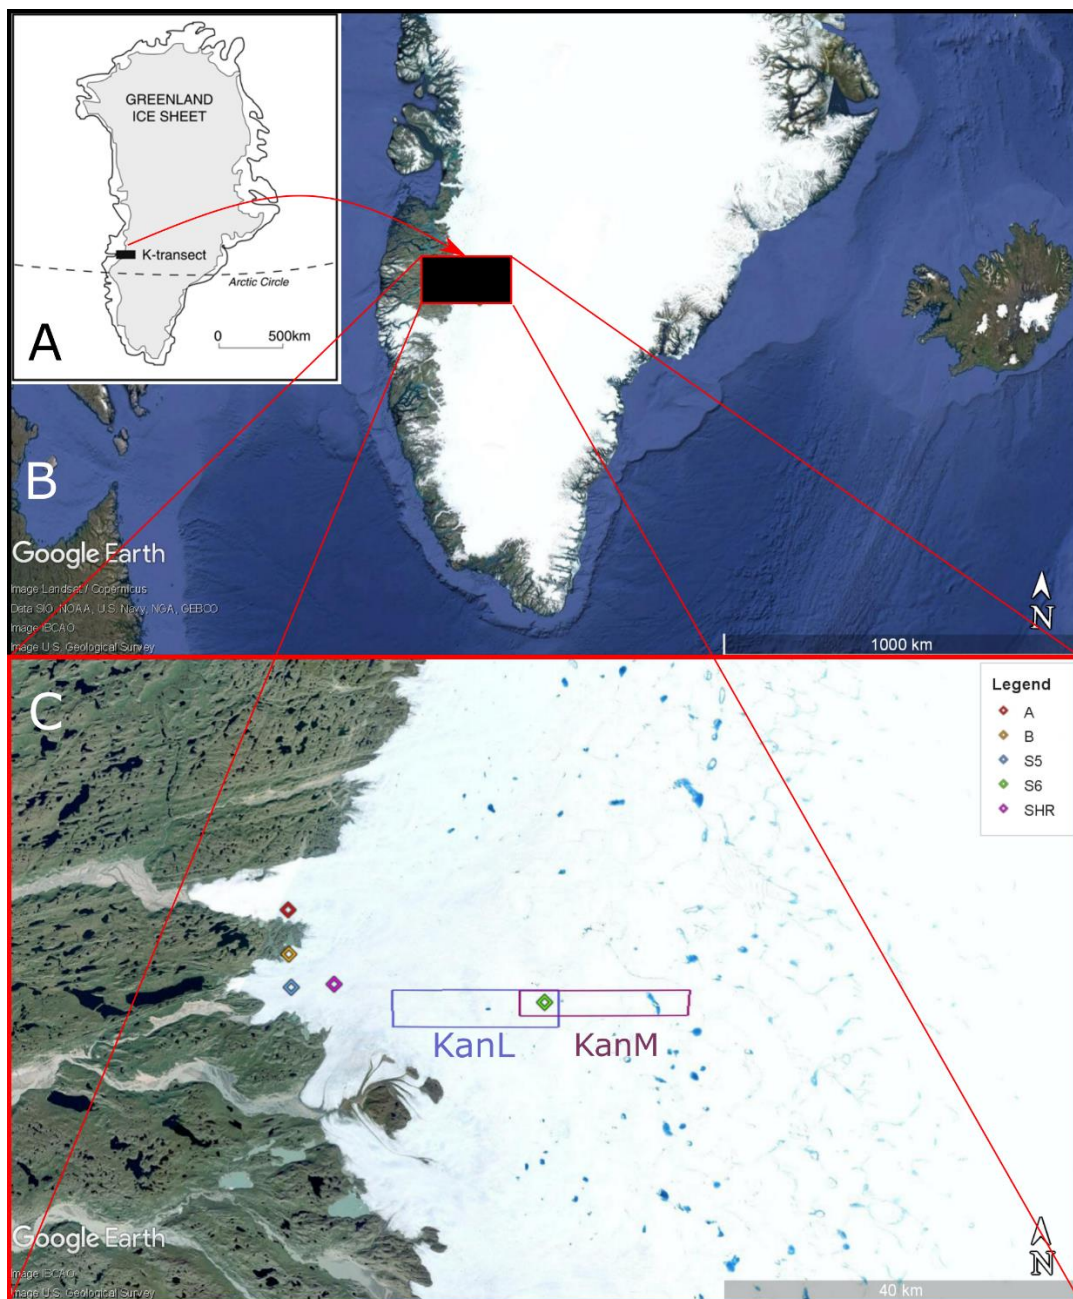 GREENLAND
ICE SHEET
K-transect
Arctic Circle
0 500km
A
B
Google Earth
Image Landsat / Copernicus
Data SIO, NOAA, U.S. Navy, NGA, GEBCO
Image IBCAO
Image U.S. Geological Survey
N
1000 km
C
Legend
A
B
S5
S6
SHR
KanL
KanM
Google Earth
Image IBCAO
Image U.S. Geological Survey
N
40 km